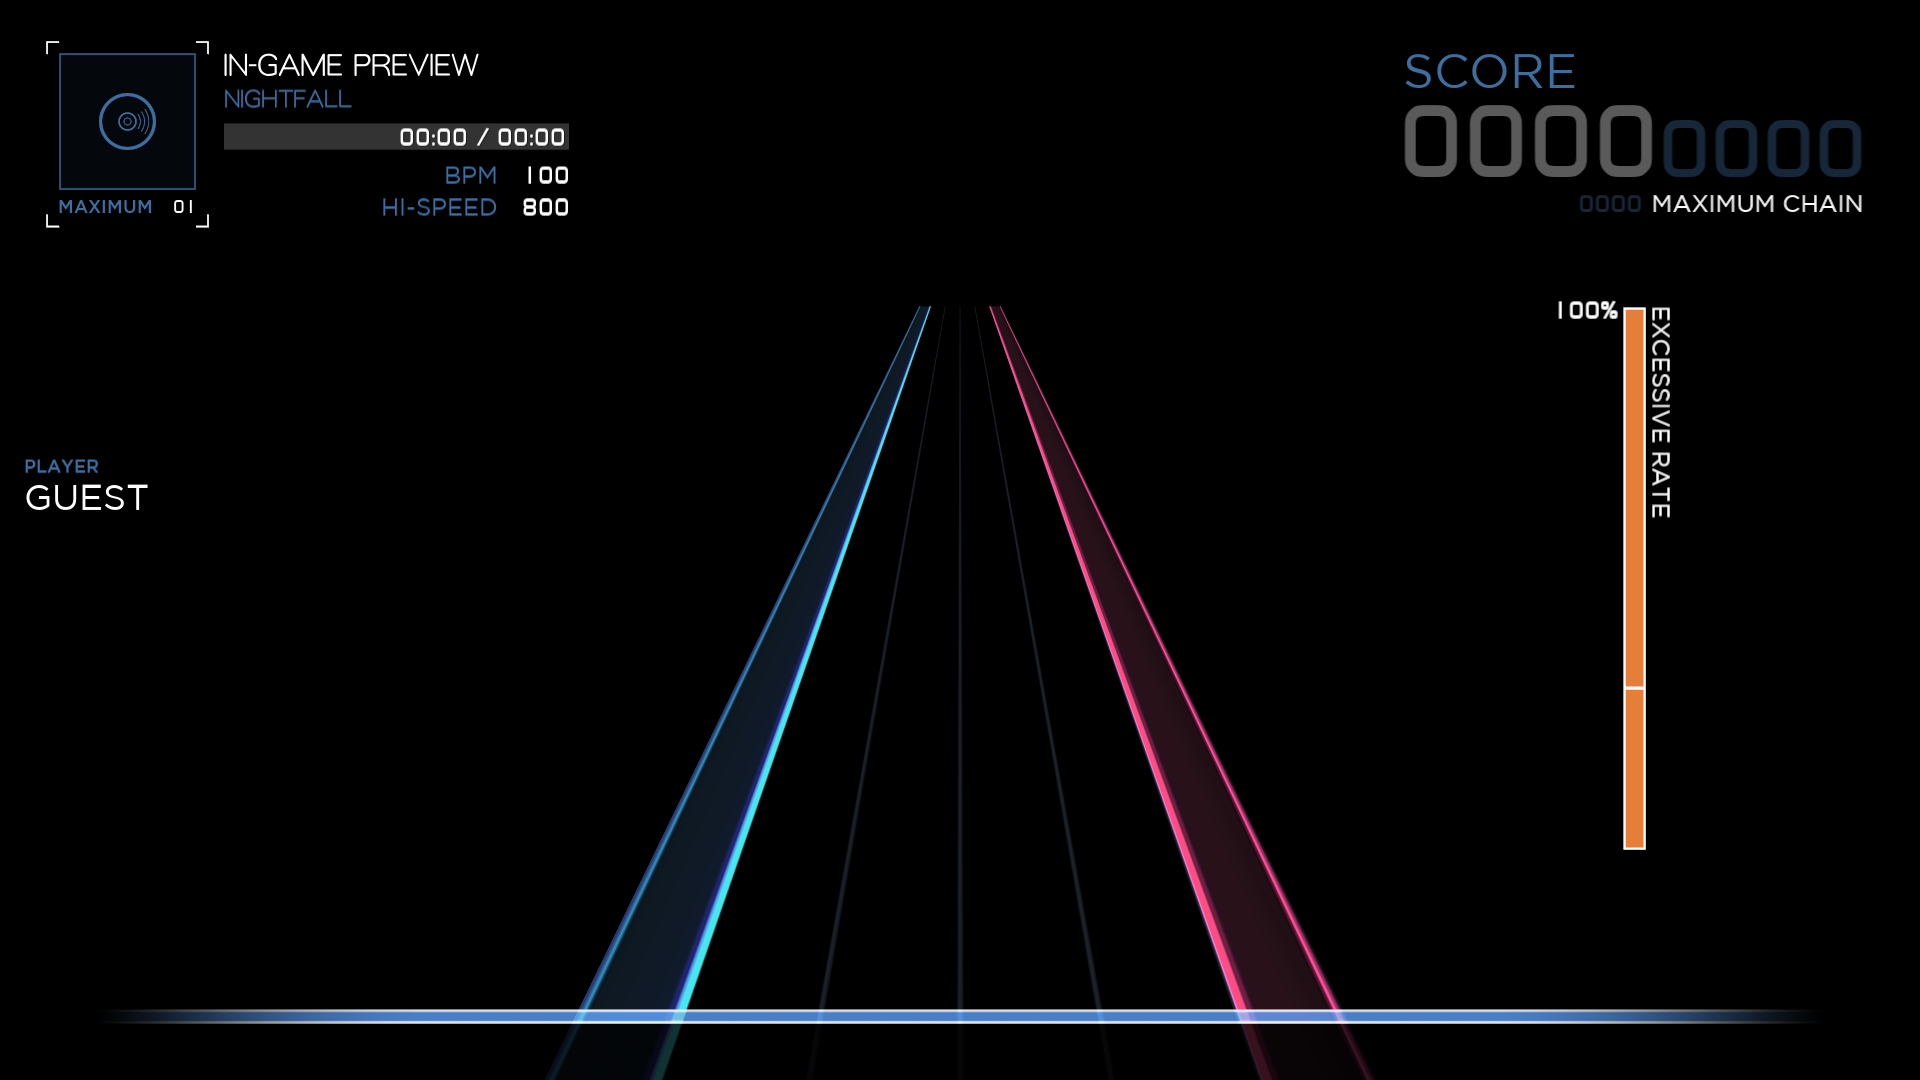 IN-GAME PREVIEW
NIGHTFALL
00:00 / 00:00
BPM 100
HI-SPEED 800
MAXIMUM 01
SCORE
00000000
0000 MAXIMUM CHAIN
100%
EXCESSIVE RATE
PLAYER
GUEST